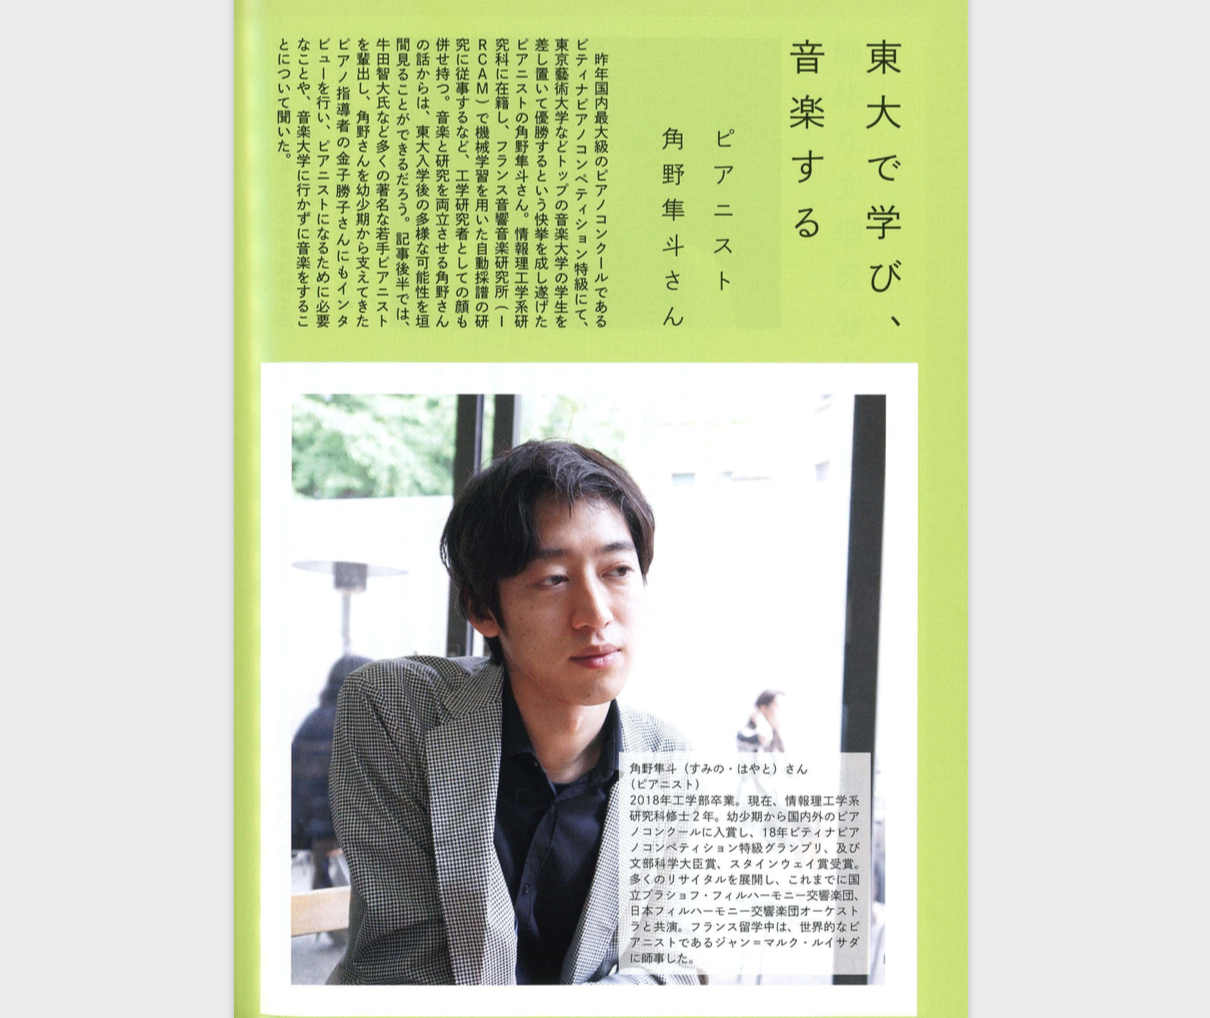 東大で学び、
音楽する
ピアニスト
角野隼斗さん
昨年国内最大級のピアノコンクールである
ピティナピアノコンペティション特級にて、
東京藝術大学などトップの音楽大学の学生を
差し置いて優勝するという快挙を成し遂げた
ピアニストの角野隼斗さん。情報理工学系研
究科に在籍し、フランス音響音楽研究所（Ｉ
ＲＣＡＭ）で機械学習を用いた自動採譜の研
究に従事するなど、工学研究者としての顔も
併せ持つ。音楽と研究を両立させる角野さん
の話からは、東大入学後の多様な可能性を垣
間見ることができるだろう。記事後半では、
牛田智大氏など多くの著名な若手ピアニスト
を輩出し、角野さんを幼少期から支えてきた
ピアノ指導者の金子勝子さんにもインタ
ビューを行い、ピアニストになるために必要
なことや、音楽大学に行かずに音楽をするこ
とについて聞いた。
角野隼斗（すみの・はやと）さん
（ピアニスト）
2018年工学部卒業。現在、情報理工学系
研究科修士２年。幼少期から国内外のピア
ノコンクールに入賞し、18年ピティナピア
ノコンペティション特級グランプリ、及び
文部科学大臣賞、スタインウェイ賞受賞。
多くのリサイタルを展開し、これまでに国
立ブラショフ・フィルハーモニー交響楽団、
日本フィルハーモニー交響楽団オーケスト
ラと共演。フランス留学中は、世界的なピ
アニストであるジャン＝マルク・ルイサダ
に師事した。